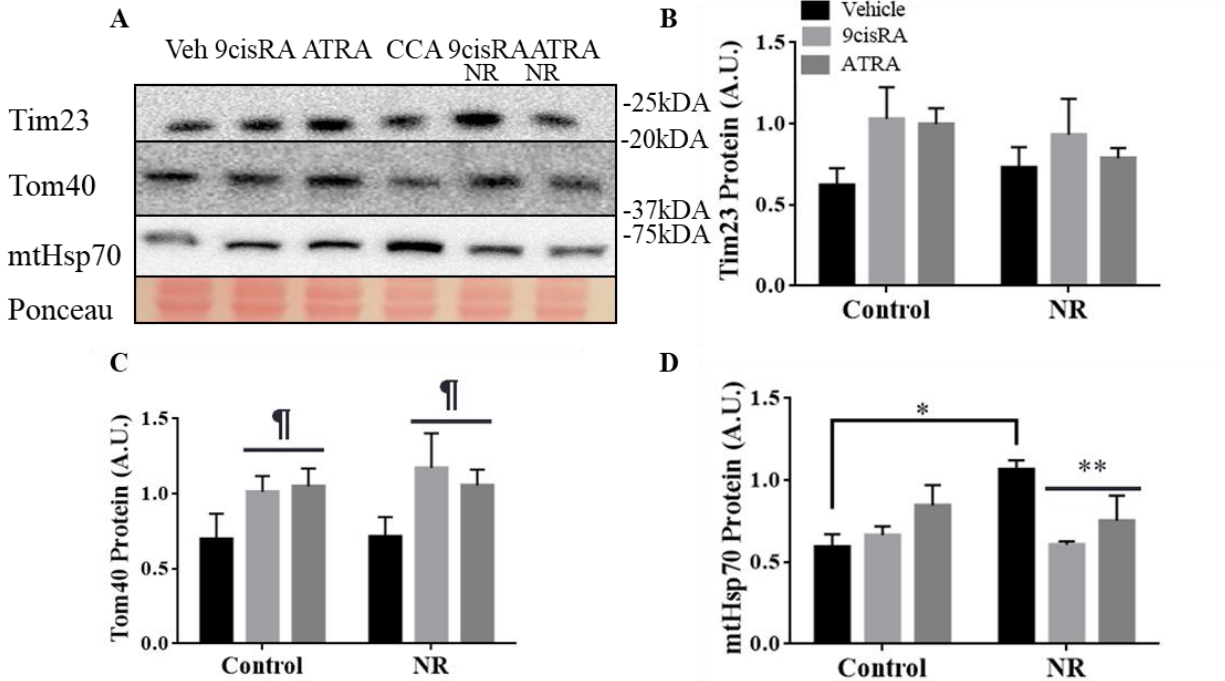 A
Veh 9cisRA ATRA CCA 9cisRA ATRA
NR NR
Tim23
-25kDA
-20kDA
Tom40
-37kDA
mtHsp70
-75kDA
Ponceau
B
Vehicle
9cisRA
ATRA
Tim23 Protein (A.U.)
1.5
1.0
0.5
0.0
Control NR
C
Tom40 Protein (A.U.)
1.5
1.0
0.5
0.0
¶ ¶
Control NR
D
mtHsp70 Protein (A.U.)
1.5
1.0
0.5
0.0
* **
Control NR